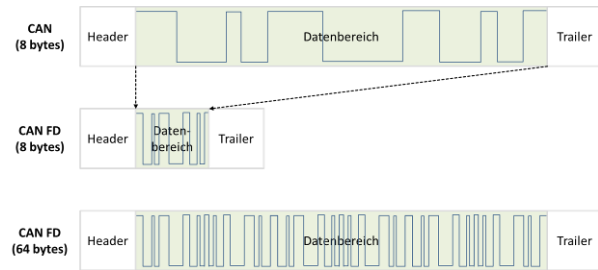 CAN
(8 bytes)
Header
Datenbereich
Trailer
CAN FD
(8 bytes)
Header
Daten-
bereich
Trailer
CAN FD
(64 bytes)
Header
Datenbereich
Trailer